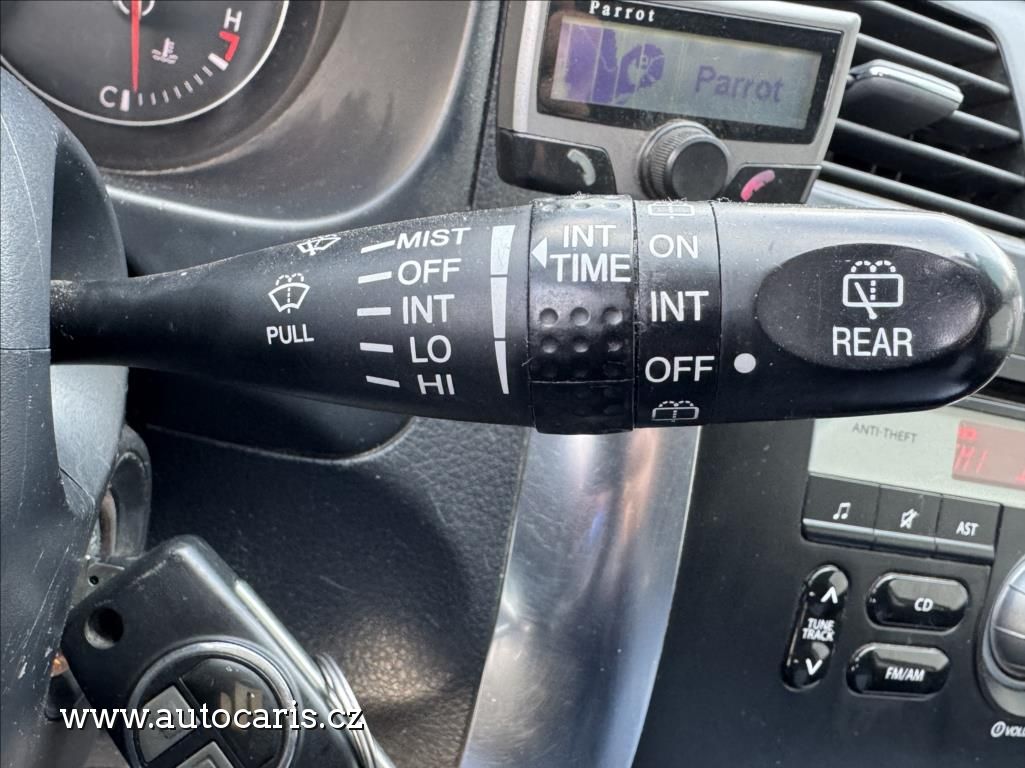 Parrot
Parrot
H
C
MIST
OFF
INT
LO
HI
PULL
INT
TIME
ON
INT
OFF
REAR
ANTI-THEFT
AST
CD
TUNE
TRACK
FM/AM
www.autocaris.cz